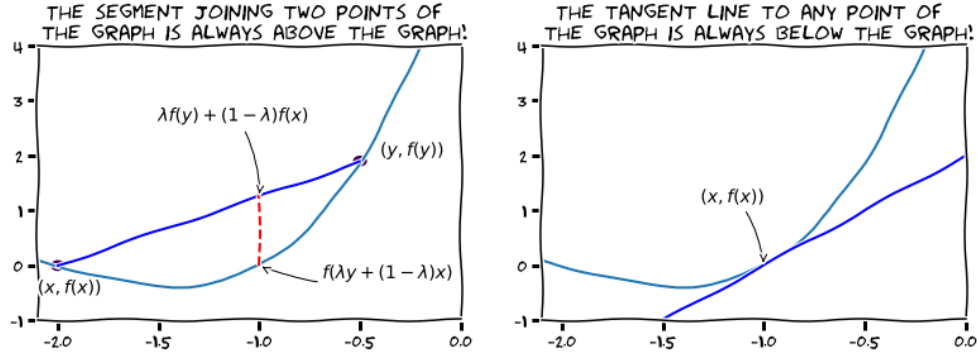 THE SEGMENT JOINING TWO POINTS OF
THE GRAPH IS ALWAYS ABOVE THE GRAPH!
4
3
2
1
0
-1
-2.0
-1.5
-1.0
-0.5
0.0
λf(y) + (1 − λ)f(x)
(y, f(y))
(x, f(x))
f(λy + (1 − λ)x)
THE TANGENT LINE TO ANY POINT OF
THE GRAPH IS ALWAYS BELOW THE GRAPH!
4
3
2
1
0
-1
-2.0
-1.5
-1.0
-0.5
0.0
(x, f(x))